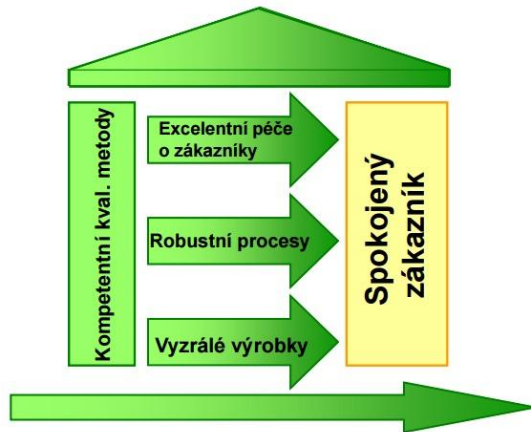 Kompetentní kval. metody
Excelentní péče
o zákazníky
Robustní procesy
Vyzrálé výrobky
Spokojený
zákazník